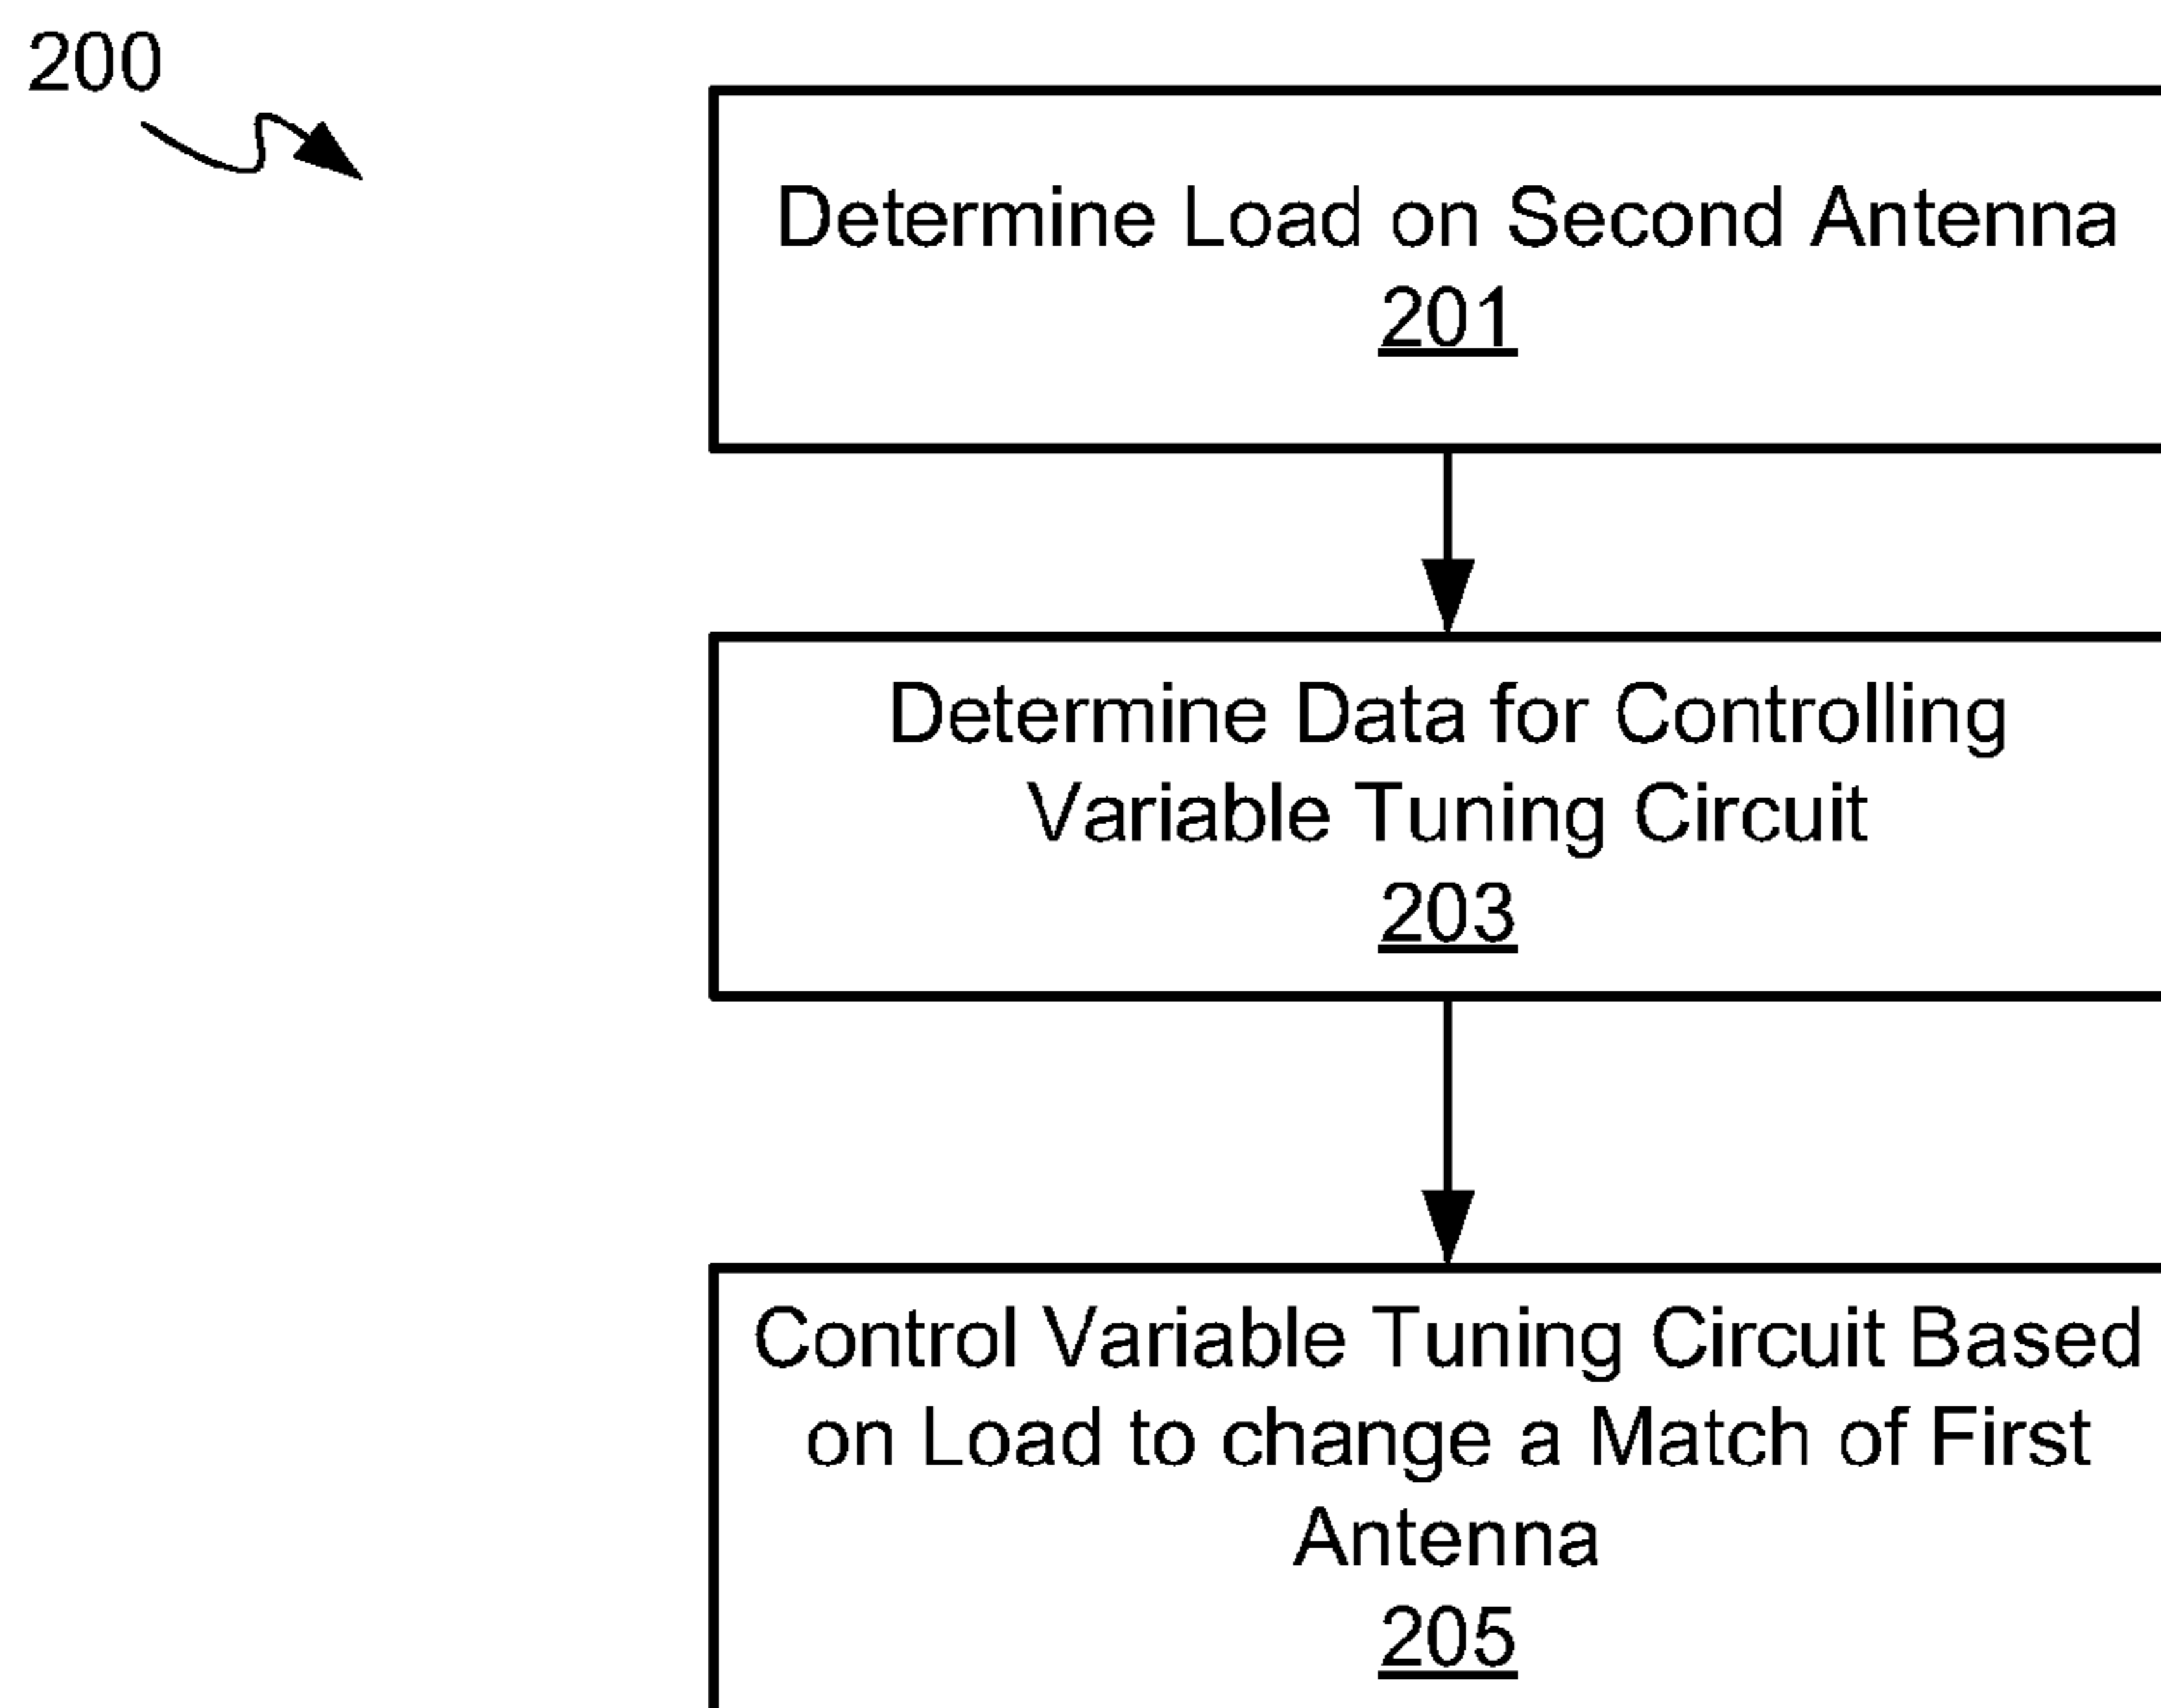 200
Determine Load on Second Antenna
201
Determine Data for Controlling
Variable Tuning Circuit
203
Control Variable Tuning Circuit Based
on Load to change a Match of First
Antenna
205